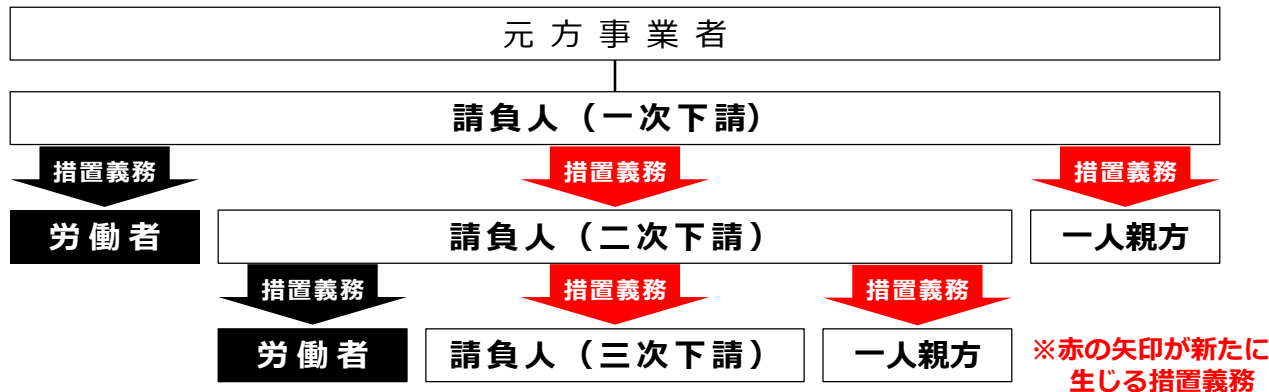 元方事業者
請負人（一次下請）
措置義務
措置義務
措置義務
労働者
請負人（二次下請）
一人親方
措置義務
措置義務
措置義務
労働者
請負人（三次下請）
一人親方
※赤の矢印が新たに
生じる措置義務